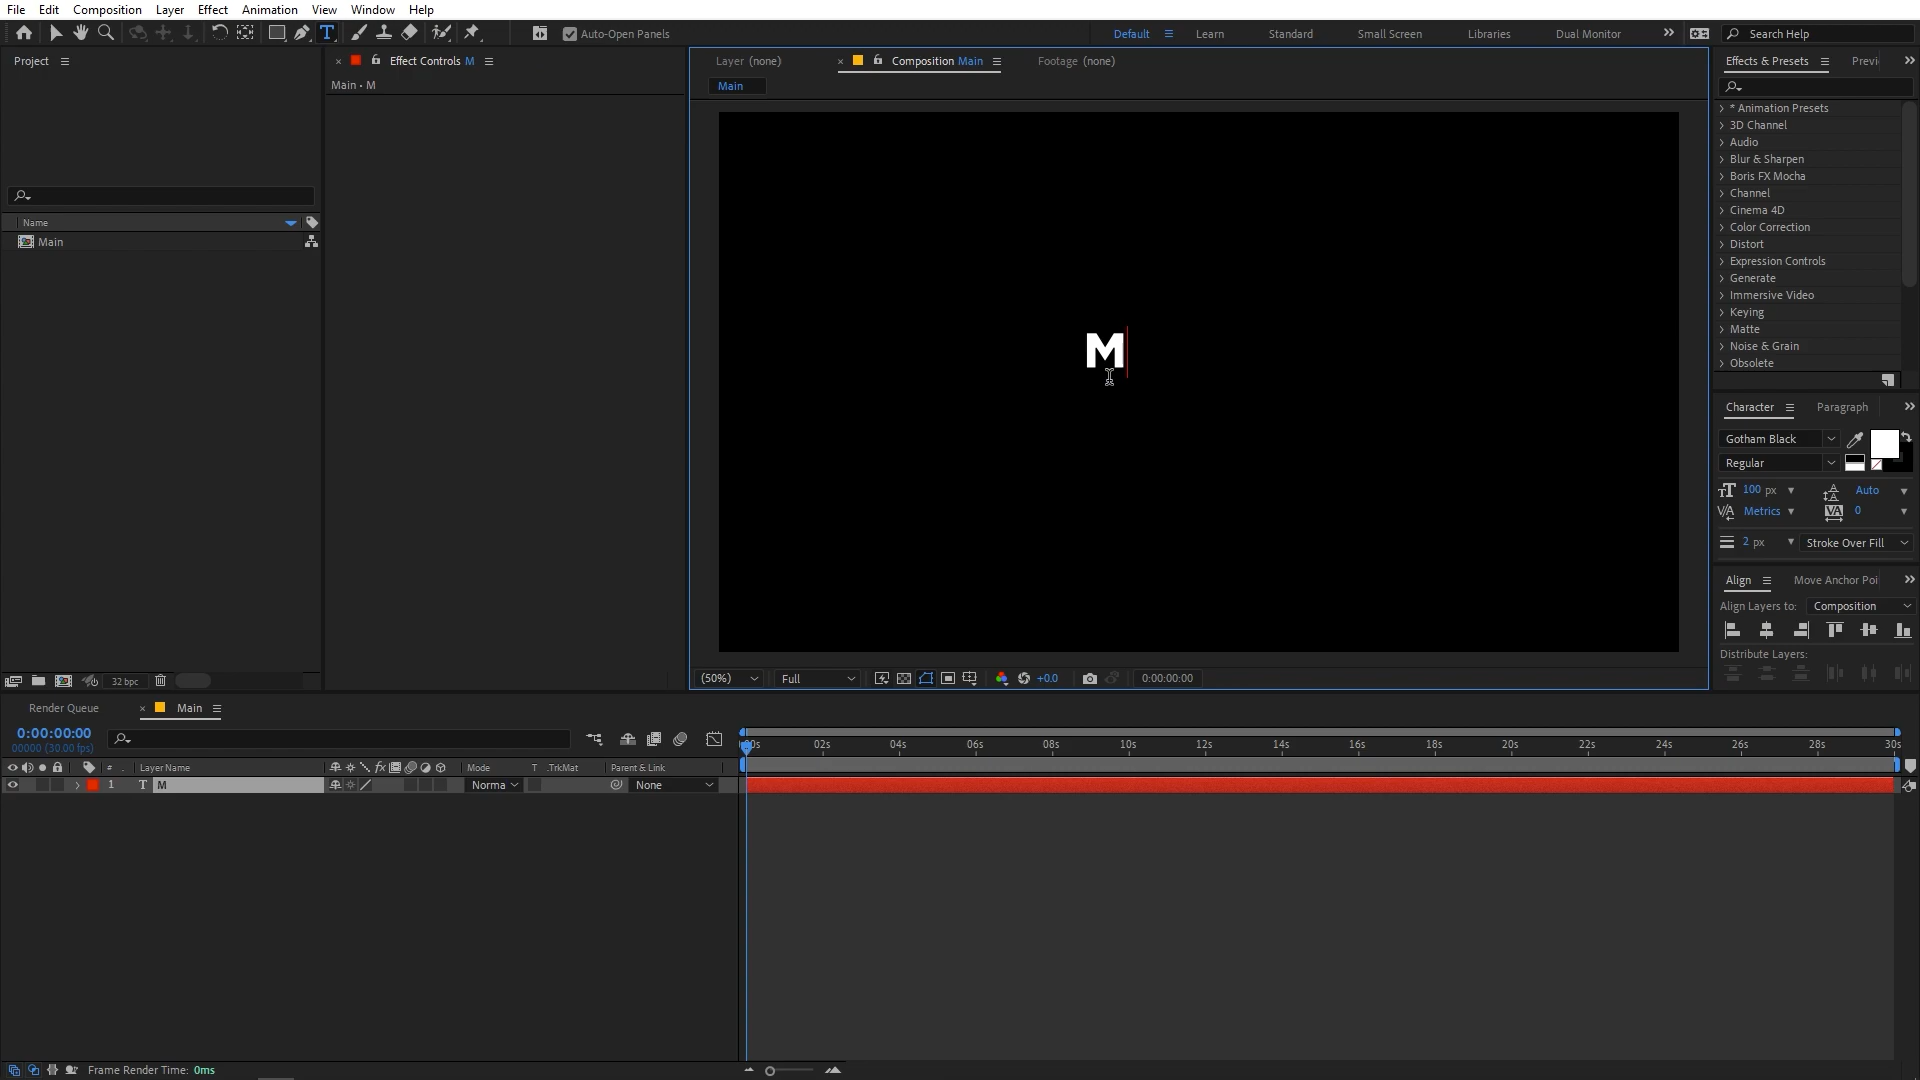 File Edit Composition Layer Effect Animation View Window Help
Auto-Open Panels Default Learn Standard Small Screen Libraries Dual Monitor Search Help
Project
Effect Controls M
Main • M
Layer (none) Composition Main Footage (none)
Main
Effects & Presets Previ
* Animation Presets
3D Channel
Audio
Blur & Sharpen
Boris FX Mocha
Channel
Cinema 4D
Color Correction
Distort
Expression Controls
Generate
Immersive Video
Keying
Matte
Noise & Grain
Obsolete
Name
Main
M
Character Paragraph
Gotham Black
Regular
100 px Auto
Metrics 0
2 px Stroke Over Fill
Align Move Anchor Poi
Align Layers to: Composition
Distribute Layers:
32 bpc
(50%) Full +0.0 0:00:00:00
Render Queue Main
0:00:00:00
00000 (30.00 fps)
00s 02s 04s 06s 08s 10s 12s 14s 16s 18s 20s 22s 24s 26s 28s 30s
# . Layer Name fx Mode T .TrkMat Parent & Link
1 T M Norma None
Frame Render Time: 0ms